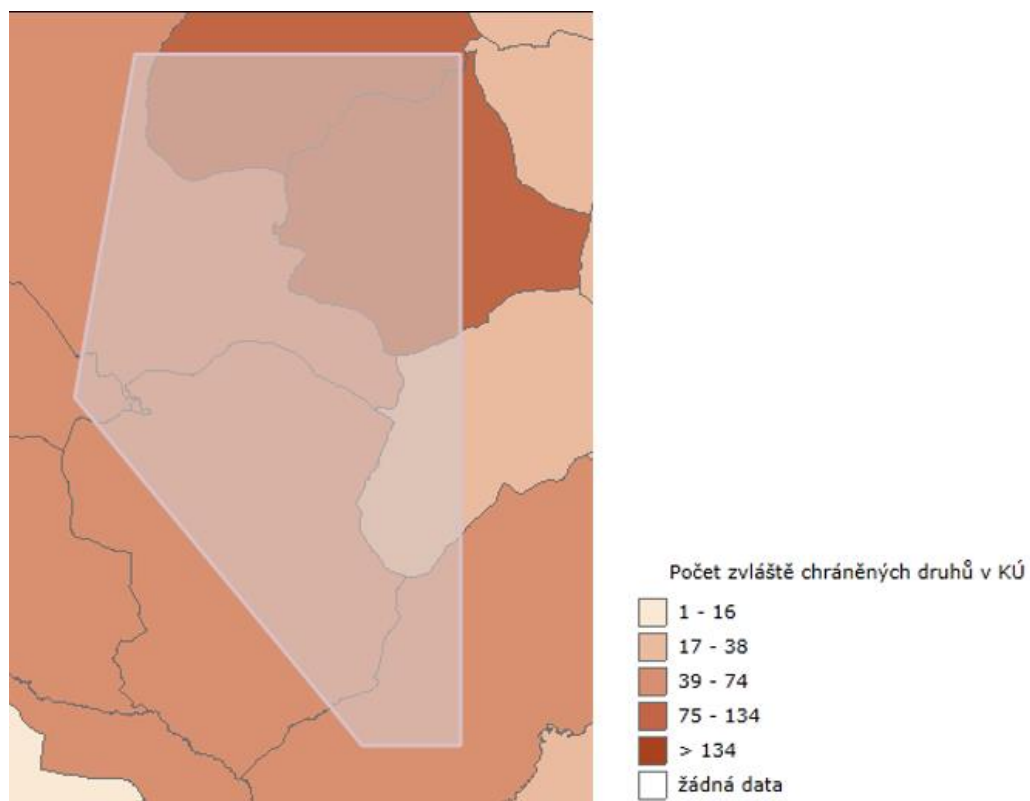 Počet zvláště chráněných druhů v KÚ
1 - 16
17 - 38
39 - 74
75 - 134
> 134
žádná data